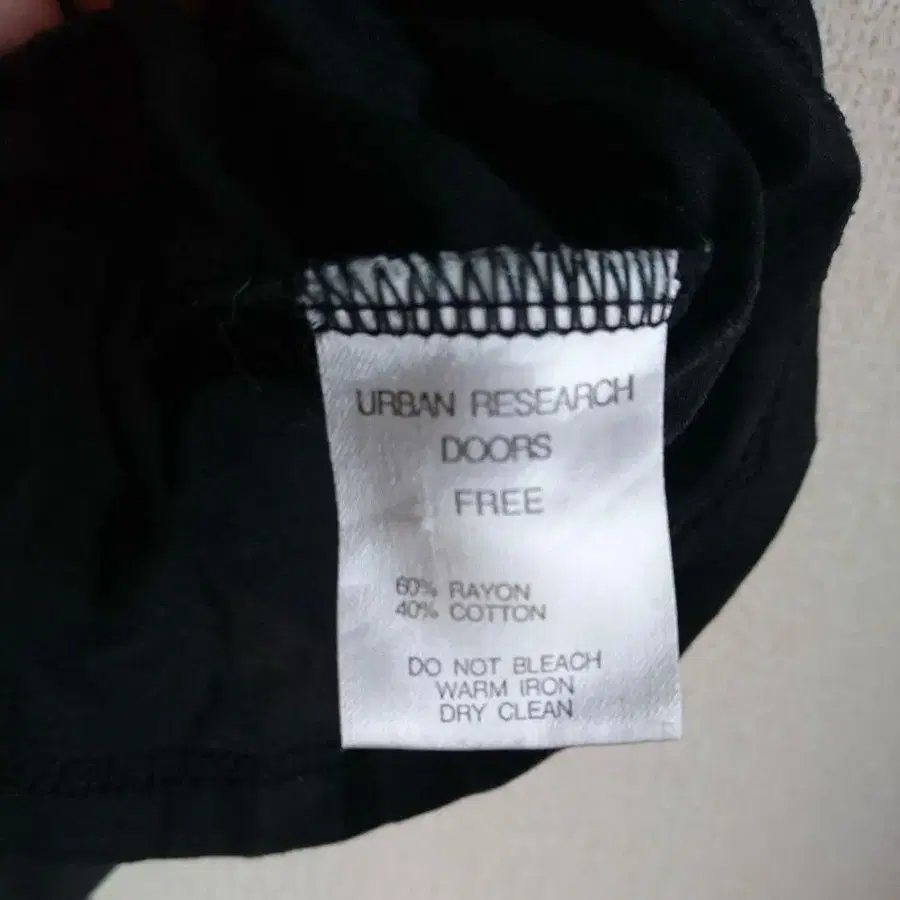 URBAN RESEARCH
DOORS
FREE
60% RAYON
40% COTTON
DO NOT BLEACH
WARM IRON
DRY CLEAN